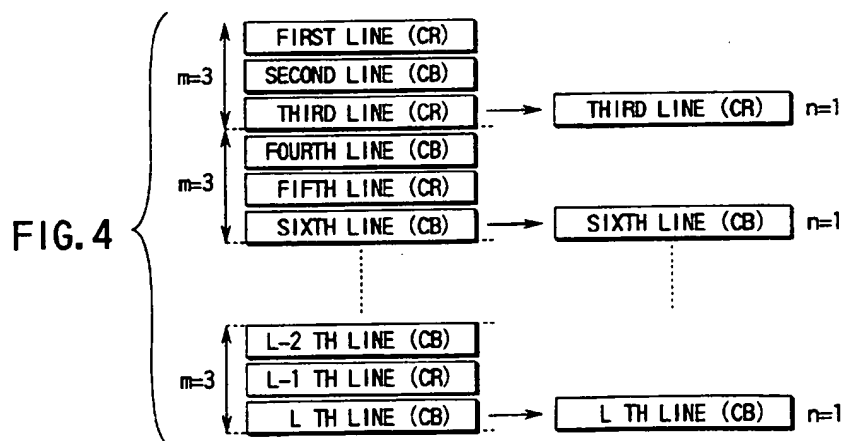 FIG. 4
m=3
FIRST LINE (CR)
SECOND LINE (CB)
THIRD LINE (CR)
THIRD LINE (CR)
n=1
m=3
FOURTH LINE (CB)
FIFTH LINE (CR)
SIXTH LINE (CB)
SIXTH LINE (CB)
n=1
m=3
L-2 TH LINE (CB)
L-1 TH LINE (CR)
L TH LINE (CB)
L TH LINE (CB)
n=1